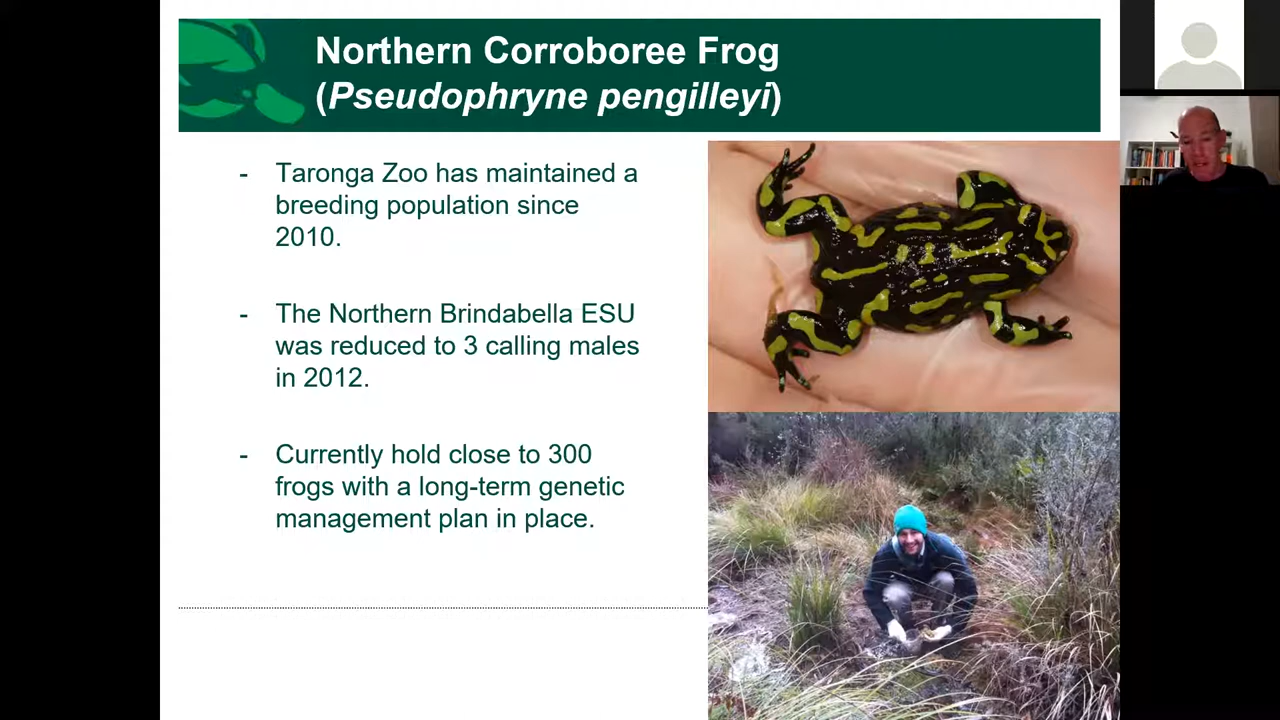 Northern Corroboree Frog
(Pseudophryne pengilleyi)
- Taronga Zoo has maintained a
breeding population since
2010.
- The Northern Brindabella ESU
was reduced to 3 calling males
in 2012.
- Currently hold close to 300
frogs with a long-term genetic
management plan in place.